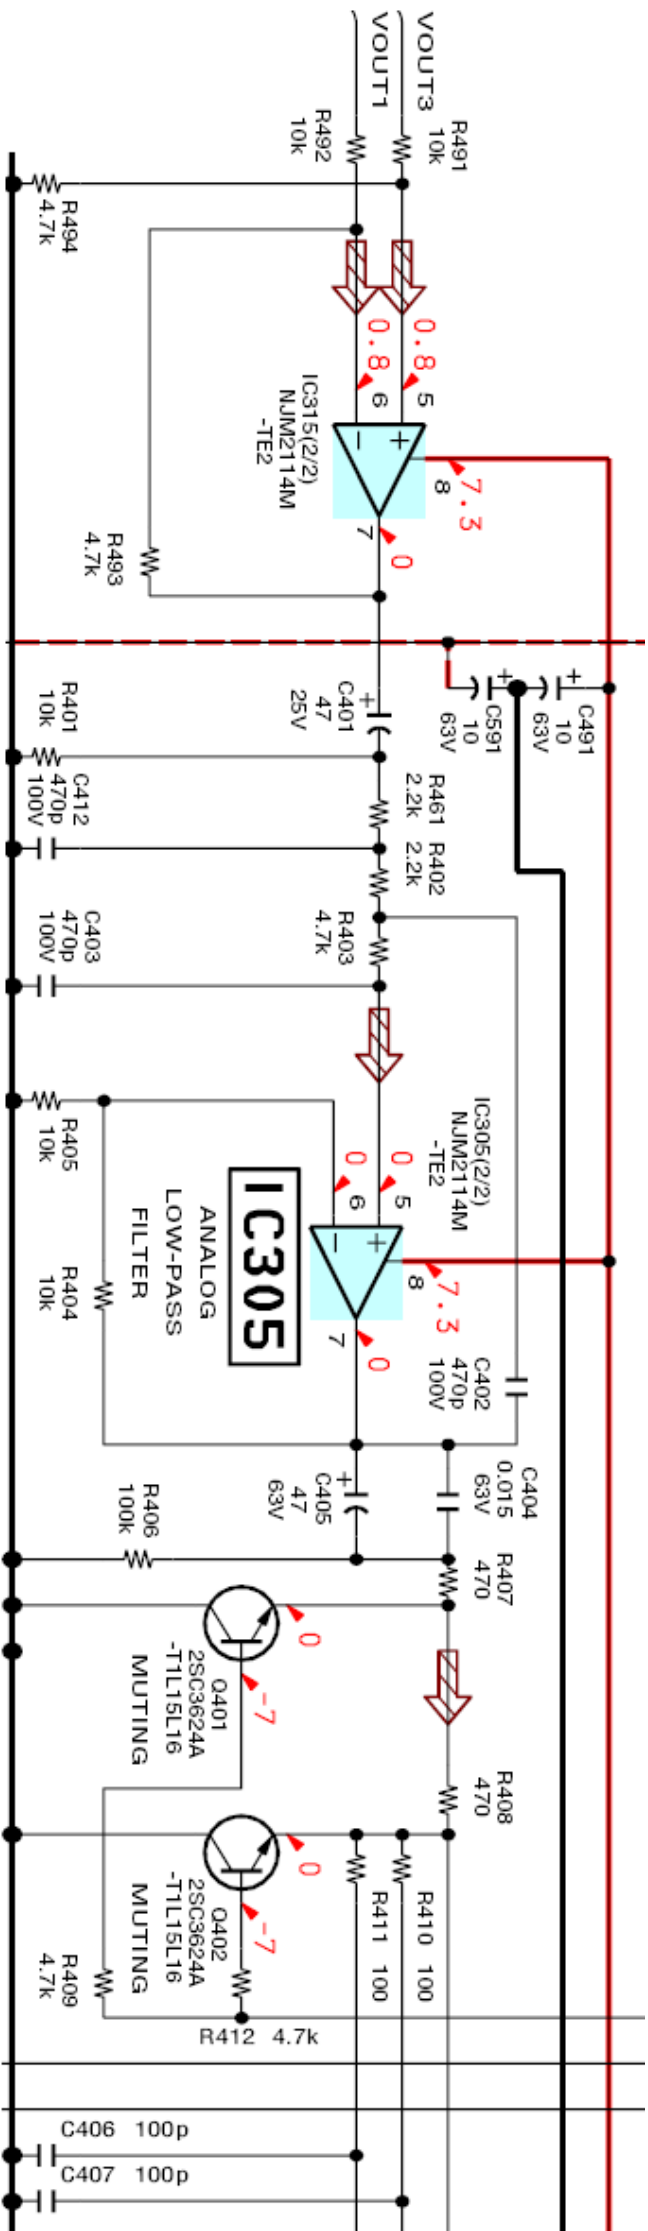 VOUT3
VOUT1
R491
10k
R492
10k
R494
4.7k
0.8
0.8
5
6
IC315(2/2)
NJM2114M
-TE2
+
−
8
7.3
7
0
R493
4.7k
+
C491
10
63V
+
C591
10
63V
+
C401
47
25V
R401
10k
R461
2.2k
C412
470p
100V
R402
2.2k
R403
4.7k
C403
470p
100V
IC305(2/2)
NJM2114M
-TE2
R405
10k
0
0
5
6
+
−
8
7.3
7
0
IC305
ANALOG
LOW-PASS
FILTER
R404
10k
C402
470p
100V
C404
0.015
63V
+
C405
47
63V
R406
100k
R407
470
0
-7
Q401
2SC3624A
-T1L15L16
MUTING
R408
470
0
-7
Q402
2SC3624A
-T1L15L16
MUTING
R410 100
R411 100
R409
4.7k
R412 4.7k
C406 100p
C407 100p